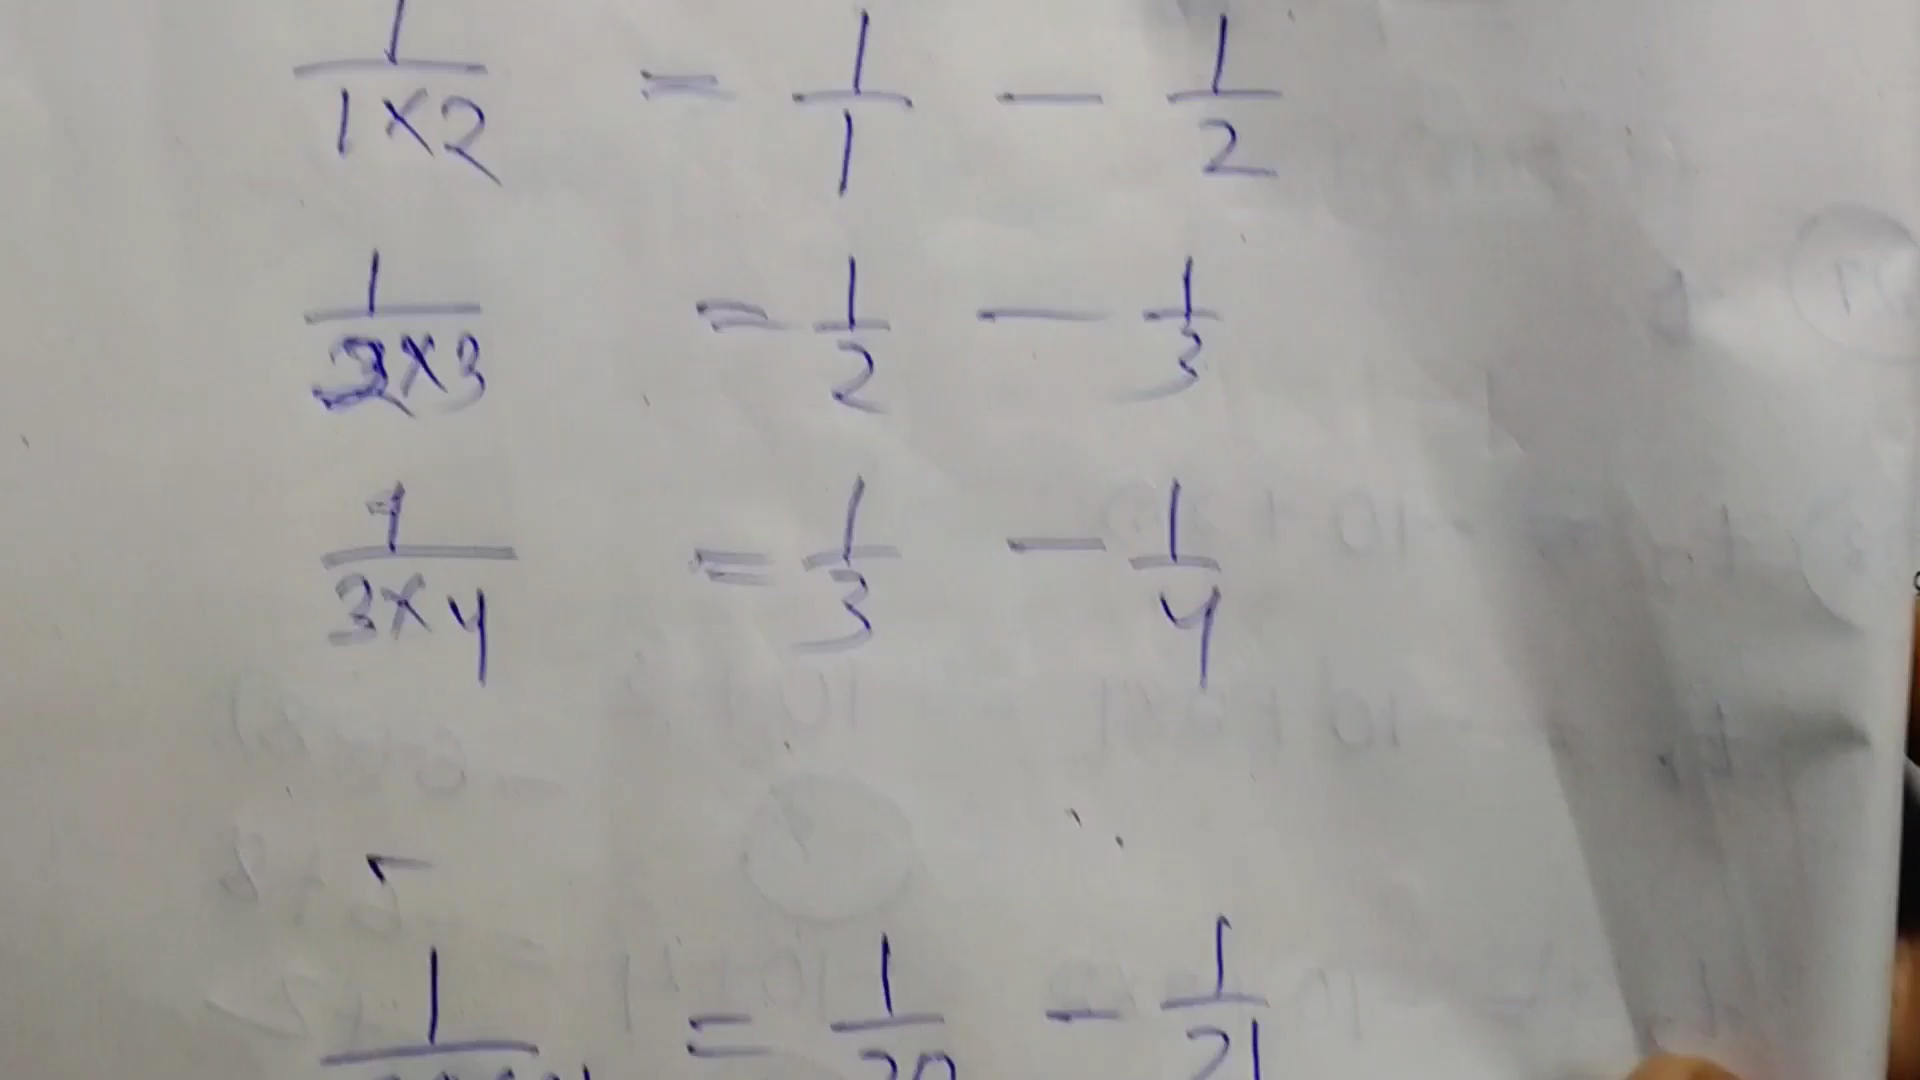 1/(1×2) = 1/1 − 1/2
1/(2×3) = 1/2 − 1/3
1/(3×4) = 1/3 − 1/4
1 = 1/20 − 1/21